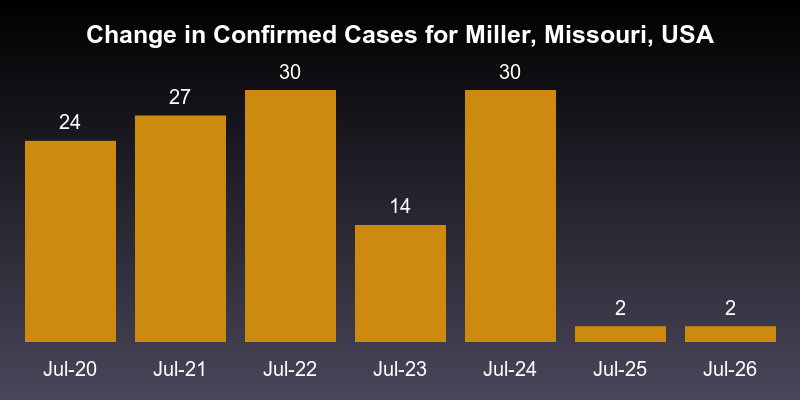 Change in Confirmed Cases for Miller, Missouri, USA
24 27 30 14 30 2 2
Jul-20 Jul-21 Jul-22 Jul-23 Jul-24 Jul-25 Jul-26